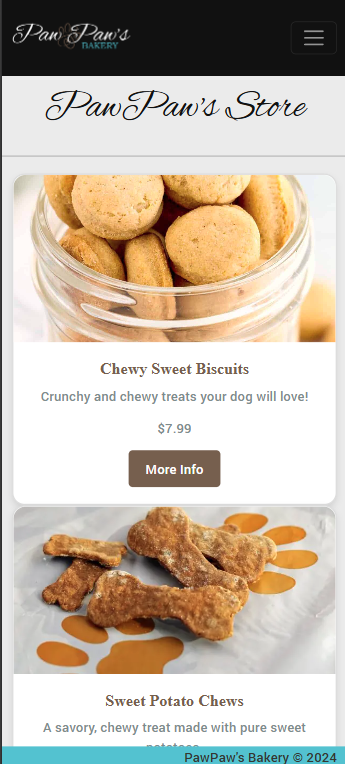 PawPaw's
BAKERY
PawPaw's Store
Chewy Sweet Biscuits
Crunchy and chewy treats your dog will love!
$7.99
More Info
Sweet Potato Chews
A savory, chewy treat made with pure sweet
potatoes
PawPaw's Bakery © 2024